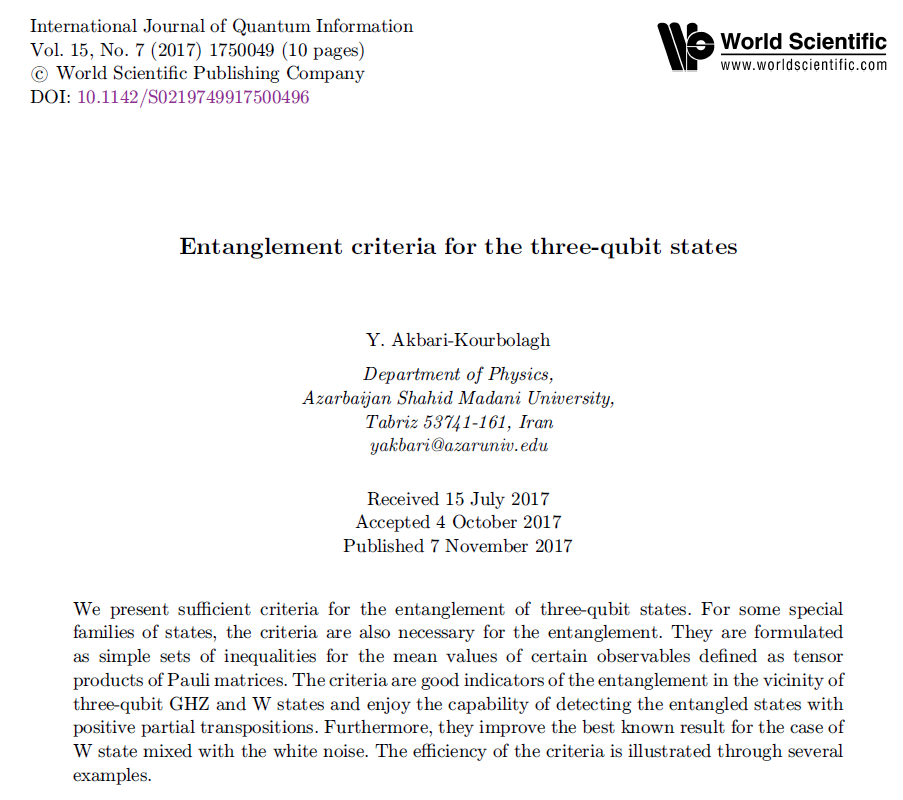 International Journal of Quantum Information
Vol. 15, No. 7 (2017) 1750049 (10 pages)
© World Scientific Publishing Company
DOI: 10.1142/S0219749917500496
World Scientific
www.worldscientific.com
Entanglement criteria for the three-qubit states
Y. Akbari-Kourbolagh
Department of Physics,
Azarbaijan Shahid Madani University,
Tabriz 53741-161, Iran
yakbari@azaruniv.edu
Received 15 July 2017
Accepted 4 October 2017
Published 7 November 2017
We present sufficient criteria for the entanglement of three-qubit states. For some special
families of states, the criteria are also necessary for the entanglement. They are formulated
as simple sets of inequalities for the mean values of certain observables defined as tensor
products of Pauli matrices. The criteria are good indicators of the entanglement in the vicinity of
three-qubit GHZ and W states and enjoy the capability of detecting the entangled states with
positive partial transpositions. Furthermore, they improve the best known result for the case of
W state mixed with the white noise. The efficiency of the criteria is illustrated through several
examples.